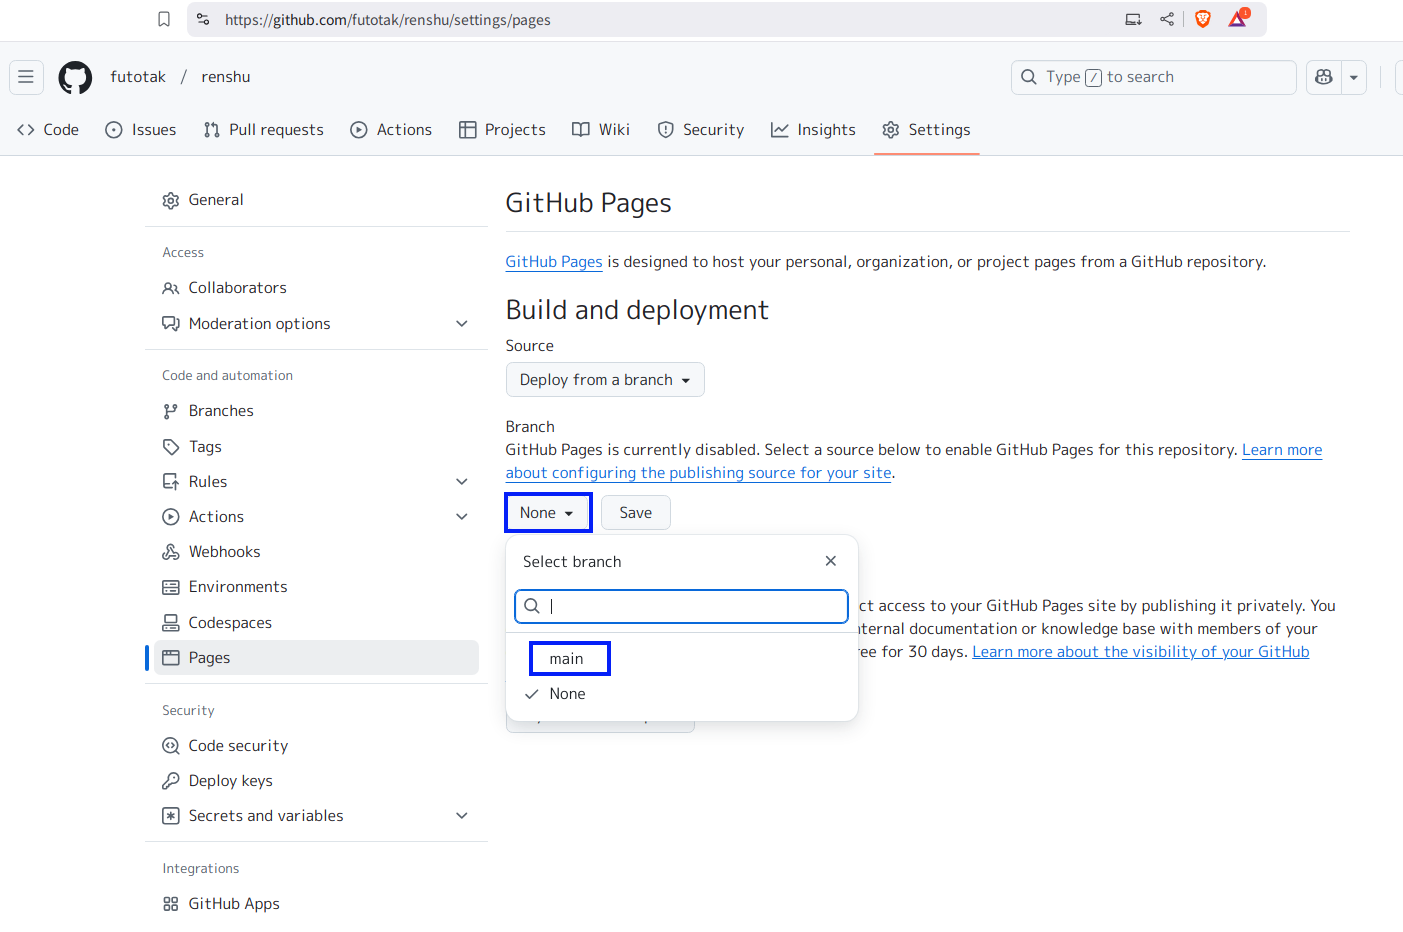 https://github.com/futotak/renshu/settings/pages
futotak / renshu
Type / to search
Code
Issues
Pull requests
Actions
Projects
Wiki
Security
Insights
Settings
General
Access
Collaborators
Moderation options
Code and automation
Branches
Tags
Rules
Actions
Webhooks
Environments
Codespaces
Pages
Security
Code security
Deploy keys
Secrets and variables
Integrations
GitHub Apps
GitHub Pages
GitHub Pages is designed to host your personal, organization, or project pages from a GitHub repository.
Build and deployment
Source
Deploy from a branch
Branch
GitHub Pages is currently disabled. Select a source below to enable GitHub Pages for this repository. Learn more
about configuring the publishing source for your site.
None
Save
Select branch
main
None
access to your GitHub Pages site by publishing it privately. You
documentation or knowledge base with members of your
for 30 days. Learn more about the visibility of your GitHub